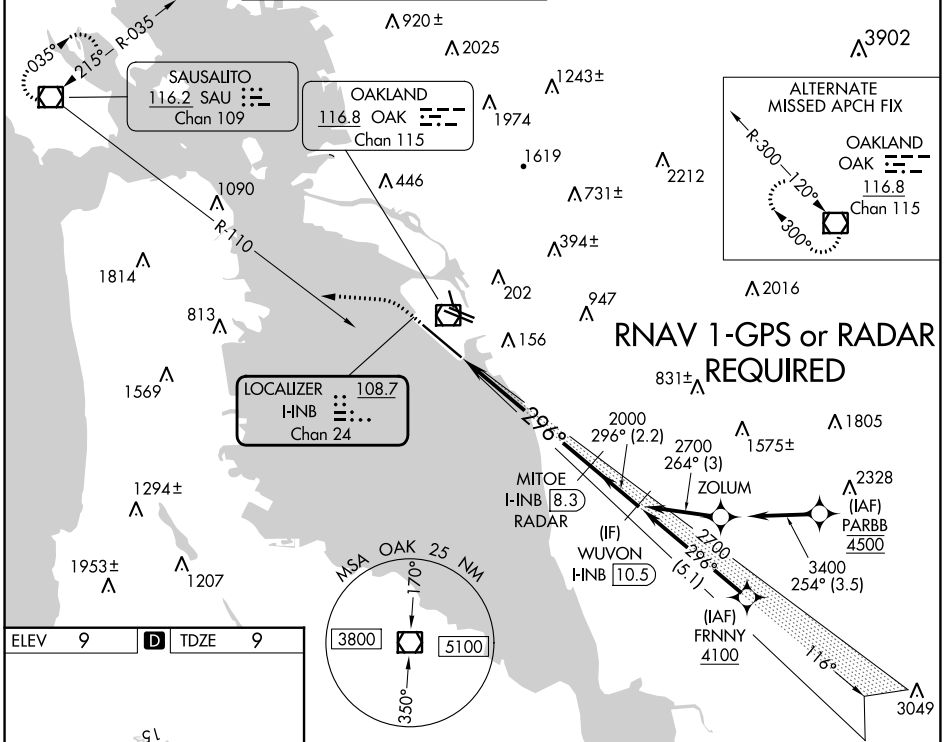 920±
2025
3902
035°
215°
R-035
SAUSALITO
116.2 SAU
Chan 109
OAKLAND
116.8 OAK
Chan 115
1243±
1974
1619
2212
446
731±
1090
R-110
394±
1814
202
813
947
2016
156
1569
ALTERNATE
MISSED APCH FIX
R-300
120°
300°
OAKLAND
OAK
116.8
Chan 115
RNAV 1-GPS or RADAR
REQUIRED
LOCALIZER 108.7
I-INB
Chan 24
831±
1575±
1805
296°
2000
296° (2.2)
2700
264° (3)
ZOLUM
2328
MITOE
I-INB 8.3
RADAR
(IAF)
PARBB
4500
3400
254° (3.5)
(IF)
WUVON
I-INB 10.5
2700
296°
(5.1)
(IAF)
FRNNY
4100
116°
3049
1294±
1953±
1207
MSA OAK 25 NM
170°
3800
5100
350°
ELEV 9 D TDZE 9
15